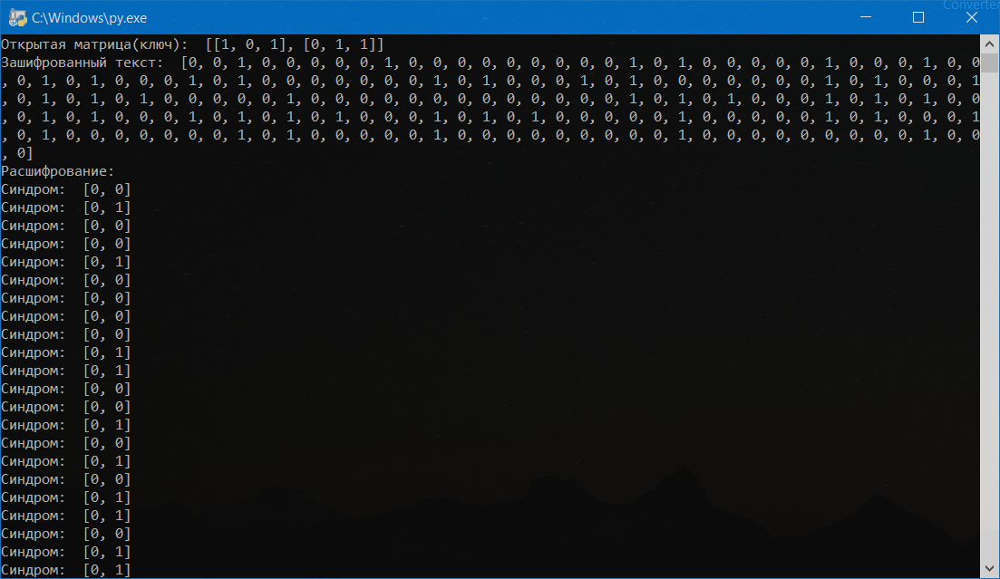 Converter
C:\Windows\py.exe
Открытая матрица(ключ):  [[1, 0, 1], [0, 1, 1]]
Зашифрованный текст:  [0, 0, 1, 0, 0, 0, 0, 0, 1, 0, 0, 0, 0, 0, 0, 0, 0, 0, 1, 0, 1, 0, 0, 0, 0, 0, 1, 0, 0, 0, 1, 0, 0
, 0, 1, 0, 1, 0, 0, 0, 1, 0, 1, 0, 0, 0, 0, 0, 0, 0, 1, 0, 1, 0, 0, 0, 1, 0, 1, 0, 0, 0, 0, 0, 0, 0, 1, 0, 1, 0, 0, 0, 1
, 0, 1, 0, 1, 0, 1, 0, 0, 0, 0, 0, 1, 0, 0, 0, 0, 0, 0, 0, 0, 0, 0, 0, 0, 0, 1, 0, 1, 0, 1, 0, 0, 0, 1, 0, 1, 0, 1, 0, 0
, 0, 1, 0, 1, 0, 0, 0, 1, 0, 1, 0, 1, 0, 1, 0, 0, 0, 1, 0, 1, 0, 1, 0, 0, 0, 0, 0, 1, 0, 0, 0, 0, 0, 1, 0, 1, 0, 0, 0, 1
, 0, 1, 0, 0, 0, 0, 0, 0, 0, 1, 0, 1, 0, 0, 0, 0, 0, 1, 0, 0, 0, 0, 0, 0, 0, 0, 0, 1, 0, 0, 0, 0, 0, 0, 0, 0, 0, 1, 0, 0
, 0]
Расшифрование:
Синдром:  [0, 0]
Синдром:  [0, 1]
Синдром:  [0, 0]
Синдром:  [0, 0]
Синдром:  [0, 1]
Синдром:  [0, 0]
Синдром:  [0, 0]
Синдром:  [0, 0]
Синдром:  [0, 0]
Синдром:  [0, 1]
Синдром:  [0, 1]
Синдром:  [0, 0]
Синдром:  [0, 0]
Синдром:  [0, 1]
Синдром:  [0, 0]
Синдром:  [0, 1]
Синдром:  [0, 0]
Синдром:  [0, 1]
Синдром:  [0, 1]
Синдром:  [0, 0]
Синдром:  [0, 1]
Синдром:  [0, 1]